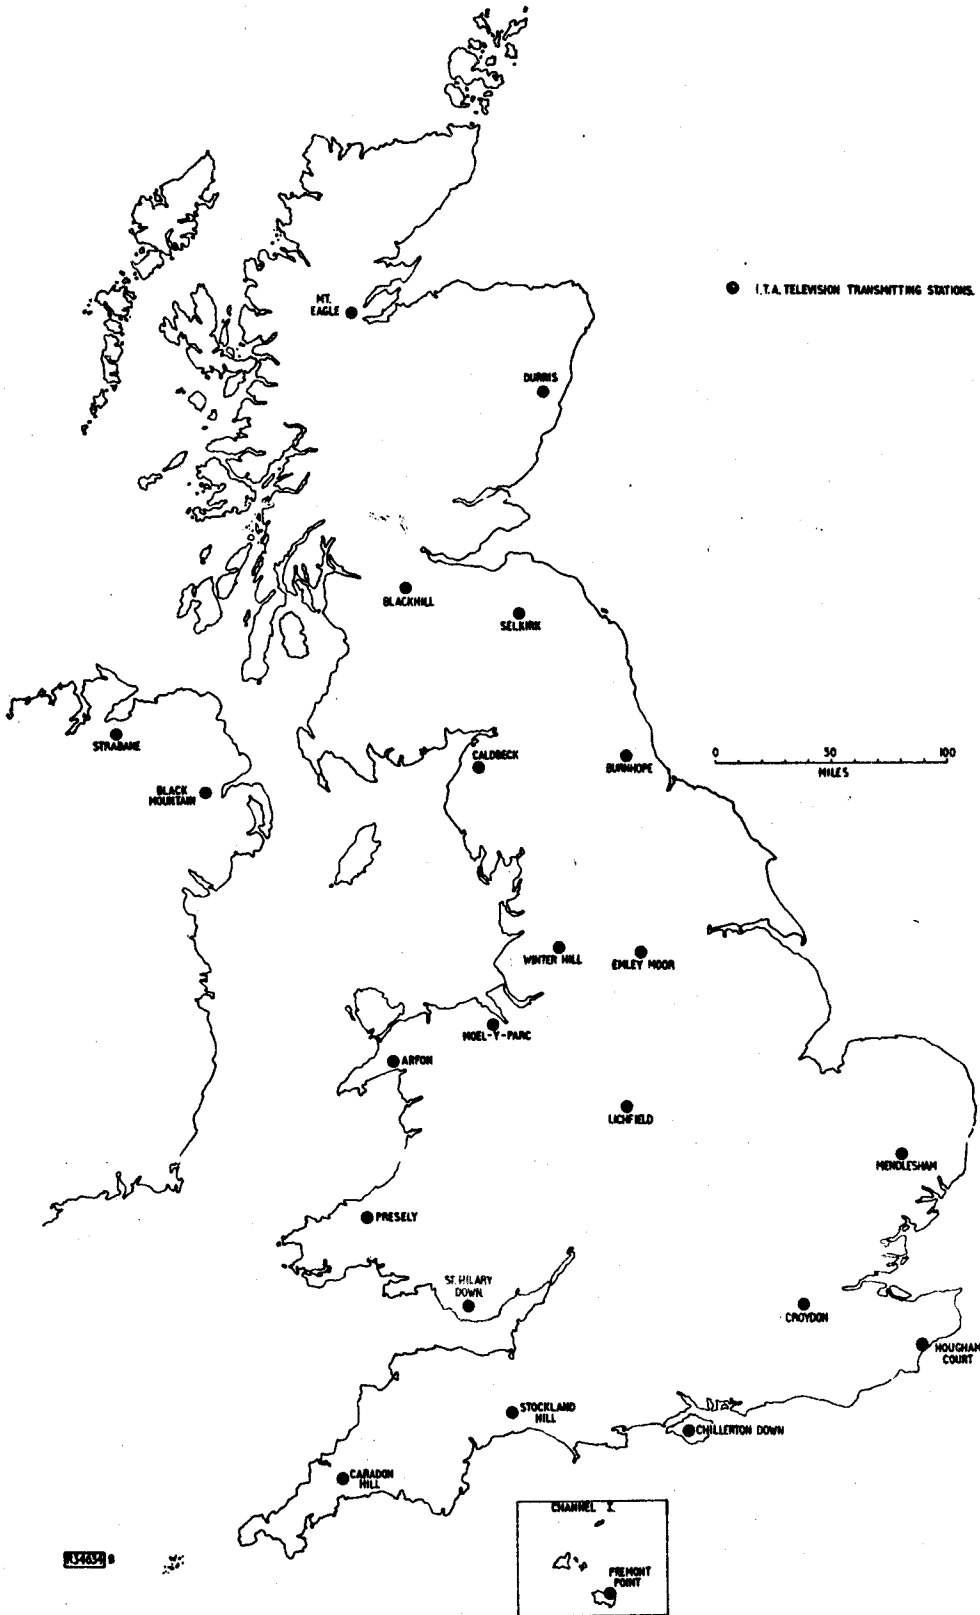 MT.
EAGLE
I.T.A. TELEVISION TRANSMITTING STATIONS.
DURRIS
BLACKHILL
SELKIRK
STRABANE
CALDBECK
BURNHOPE
0 50 100
MILES
BLACK
MOUNTAIN
WINTER HILL
EMLEY MOOR
MOEL-Y-PARC
ARFON
LICHFIELD
MENDLESHAM
PRESELY
ST. HILARY
DOWN
CROYDON
HOUGHAM
COURT
STOCKLAND
HILL
CHILLERTON DOWN
CARADON
HILL
CHANNEL I.
FREMONT
POINT